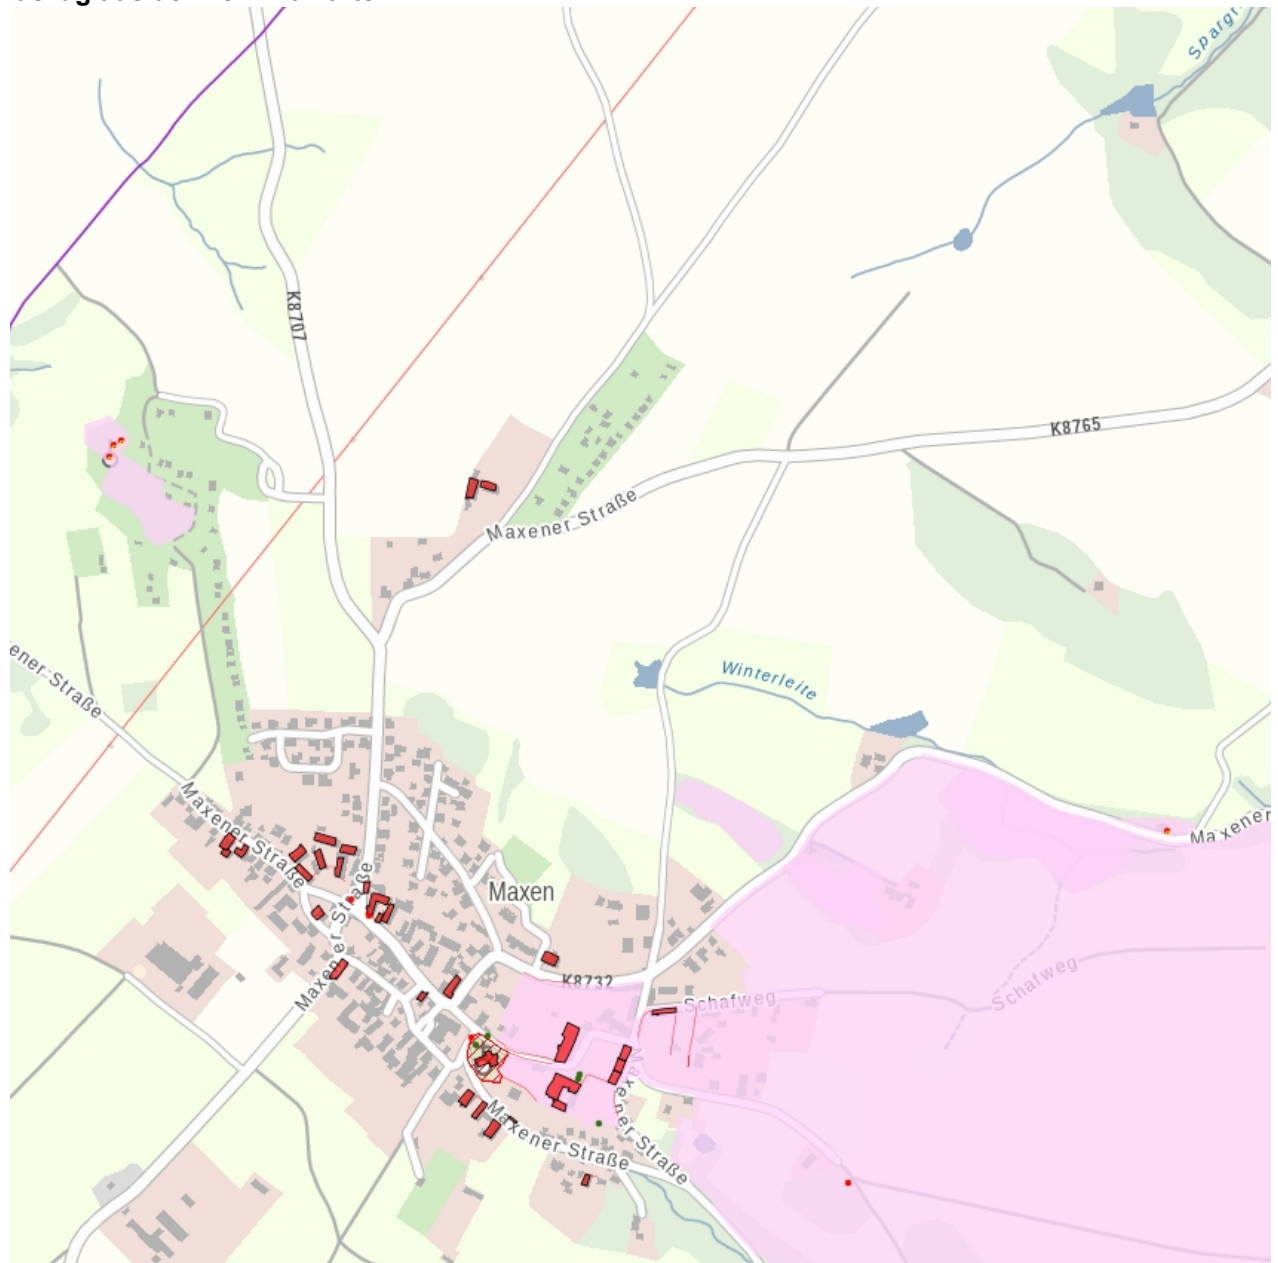 Spargr
K8707
K8765
Maxener Straße
ener-Straße
Winterleite
Maxener Straße
Maxener
Maxen
Maxener Straße
K8732
Schafweg
Schafweg
Maxener Straße
Maxener Straße